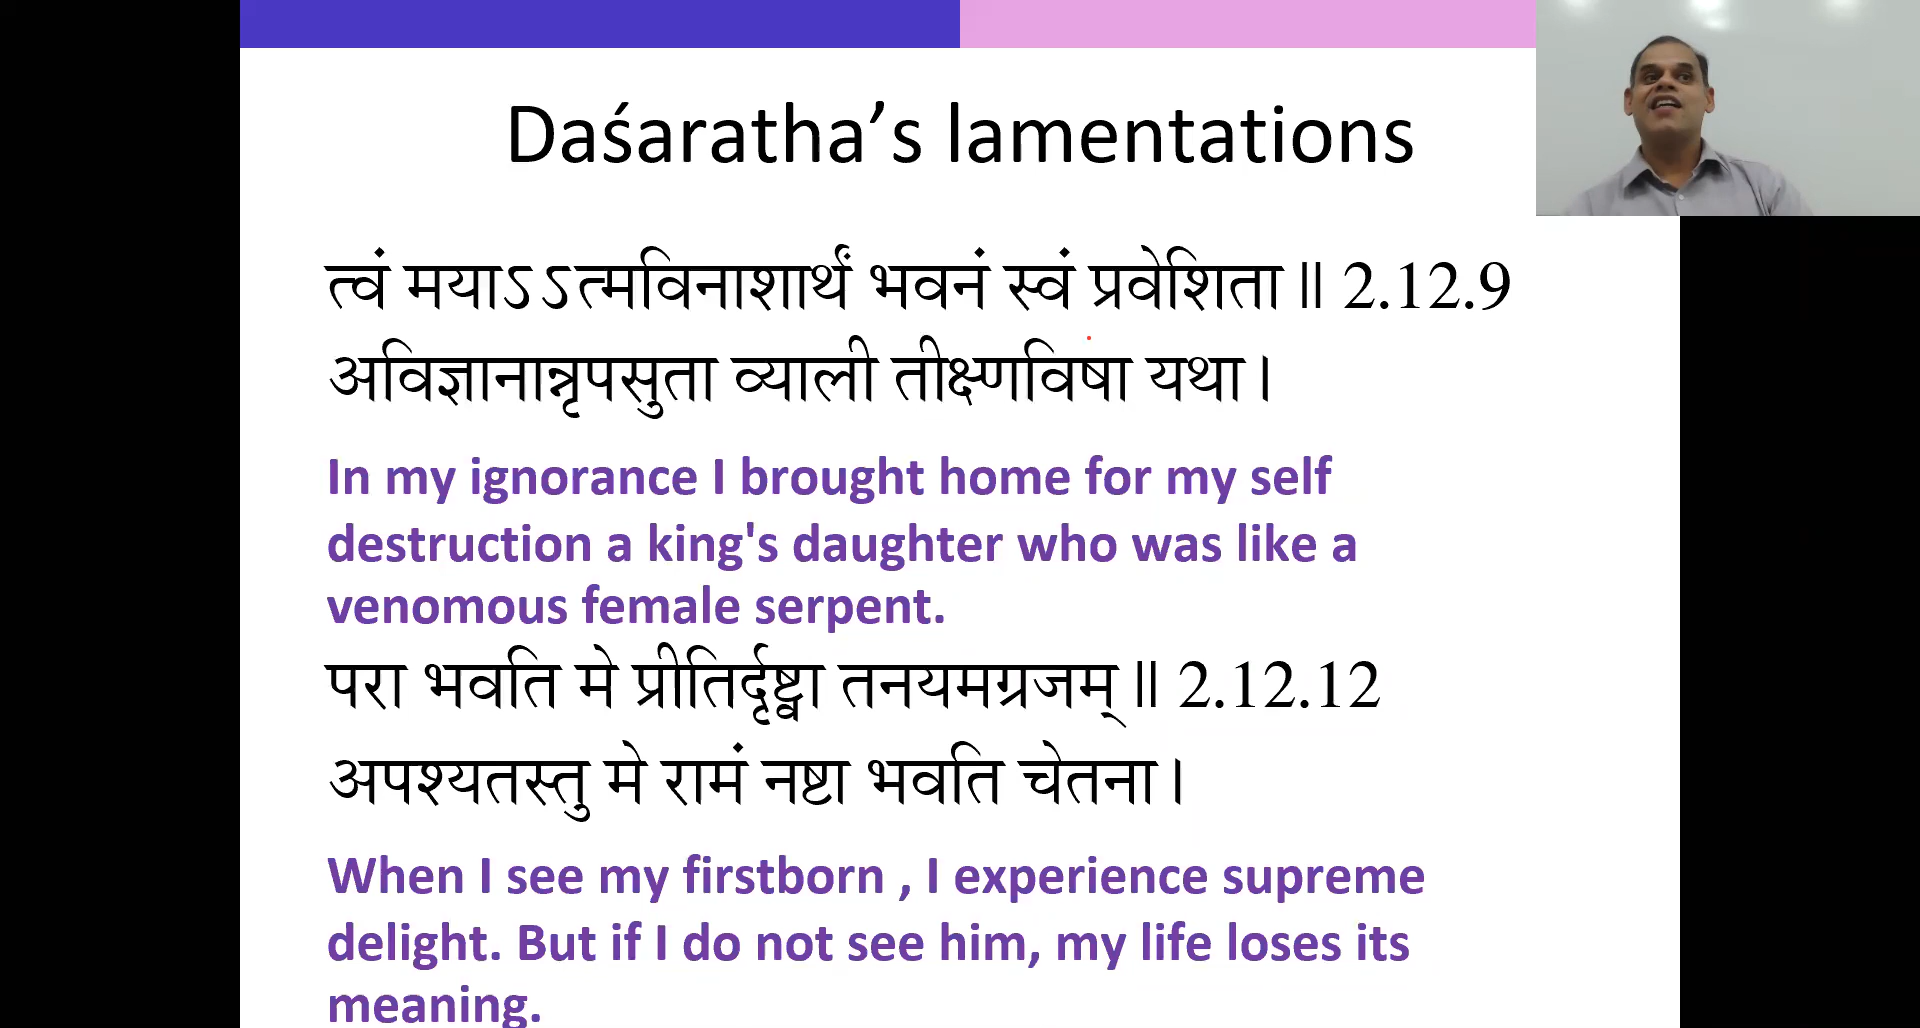 Daśaratha’s lamentations
त्वं मयाऽऽत्मविनाशार्थं भवनं स्वं प्रवेशिता ॥ 2.12.9
अविज्ञानान्नृपसुता व्याली तीक्ष्णविषा यथा।
In my ignorance I brought home for my self
destruction a king's daughter who was like a
venomous female serpent.
परा भवति मे प्रीतिर्दृष्ट्वा तनयमग्रजम् ॥ 2.12.12
अपश्यतस्तु मे रामं नष्टा भवति चेतना।
When I see my firstborn , I experience supreme
delight. But if I do not see him, my life loses its
meaning.